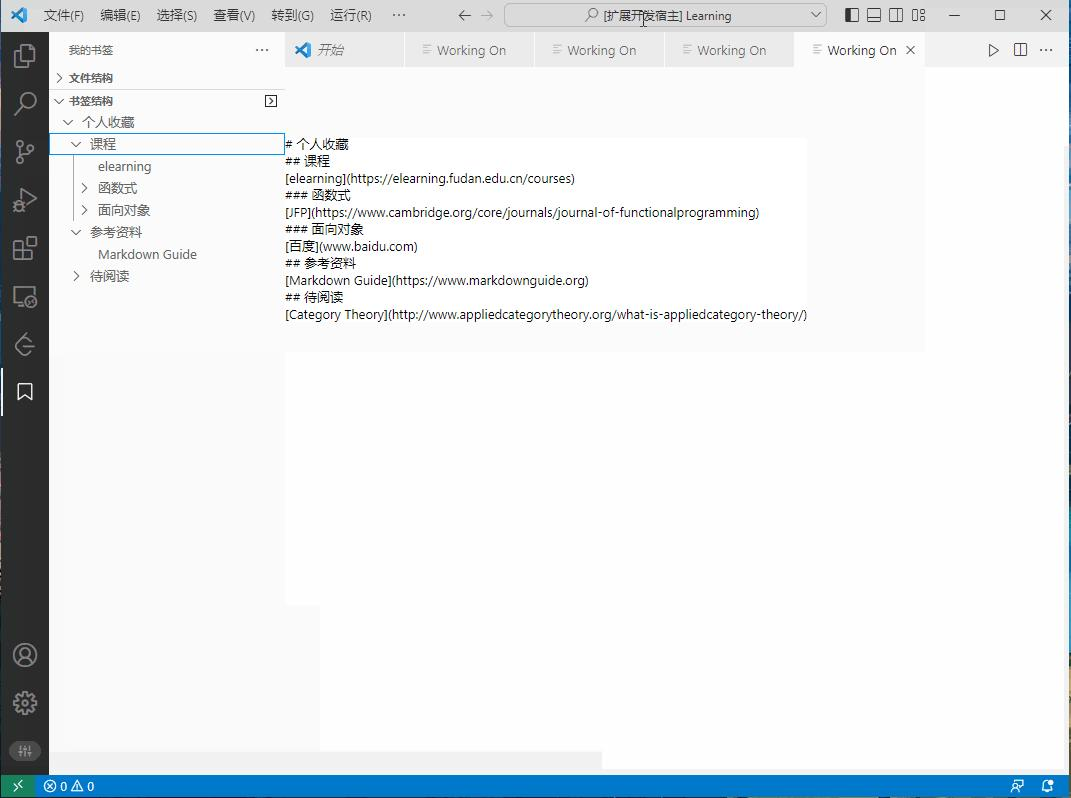 文件(F) 编辑(E) 选择(S) 查看(V) 转到(G) 运行(R) ··· [扩展开发宿主] Learning
我的书签 ···
开始 Working On Working On Working On Working On ···
文件结构
书签结构
个人收藏
课程
elearning
函数式
面向对象
参考资料
Markdown Guide
待阅读
# 个人收藏
## 课程
[elearning](https://elearning.fudan.edu.cn/courses)
### 函数式
[JFP](https://www.cambridge.org/core/journals/journal-of-functionalprogramming)
### 面向对象
[百度](www.baidu.com)
## 参考资料
[Markdown Guide](https://www.markdownguide.org)
## 待阅读
[Category Theory](http://www.appliedcategorytheory.org/what-is-appliedcategory-theory/)
0 0 0